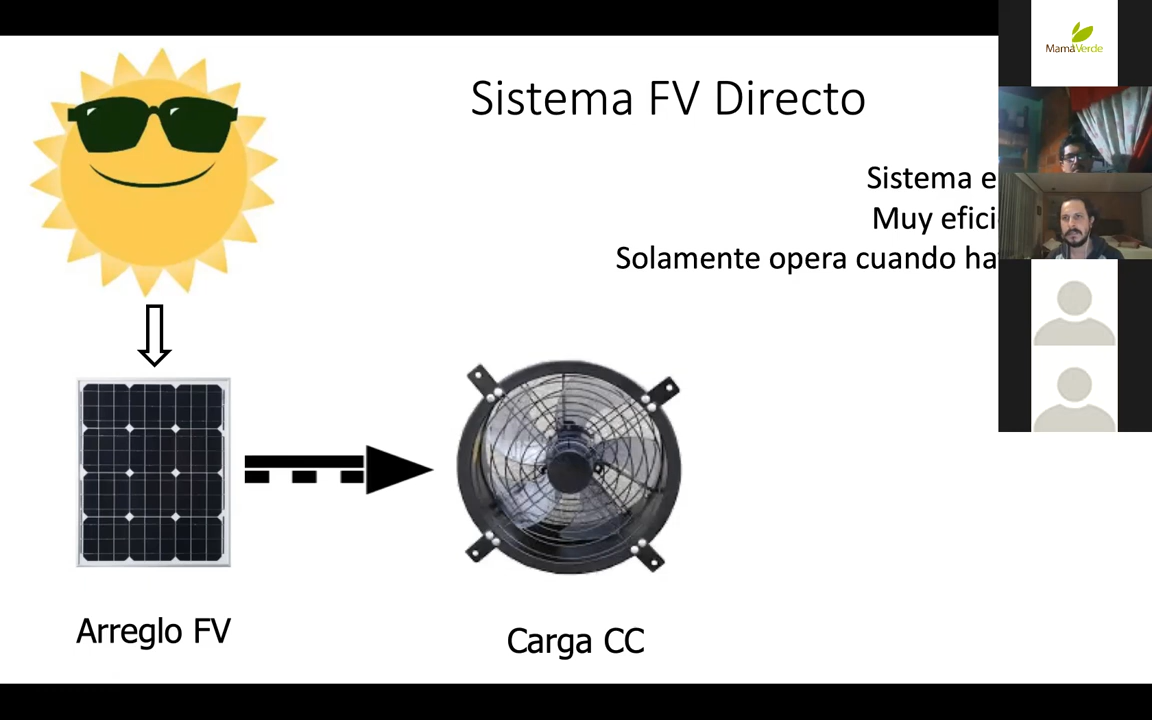 Sistema FV Directo
MamáVerde
Sistema e
Muy efici
Solamente opera cuando ha
Arreglo FV
Carga CC